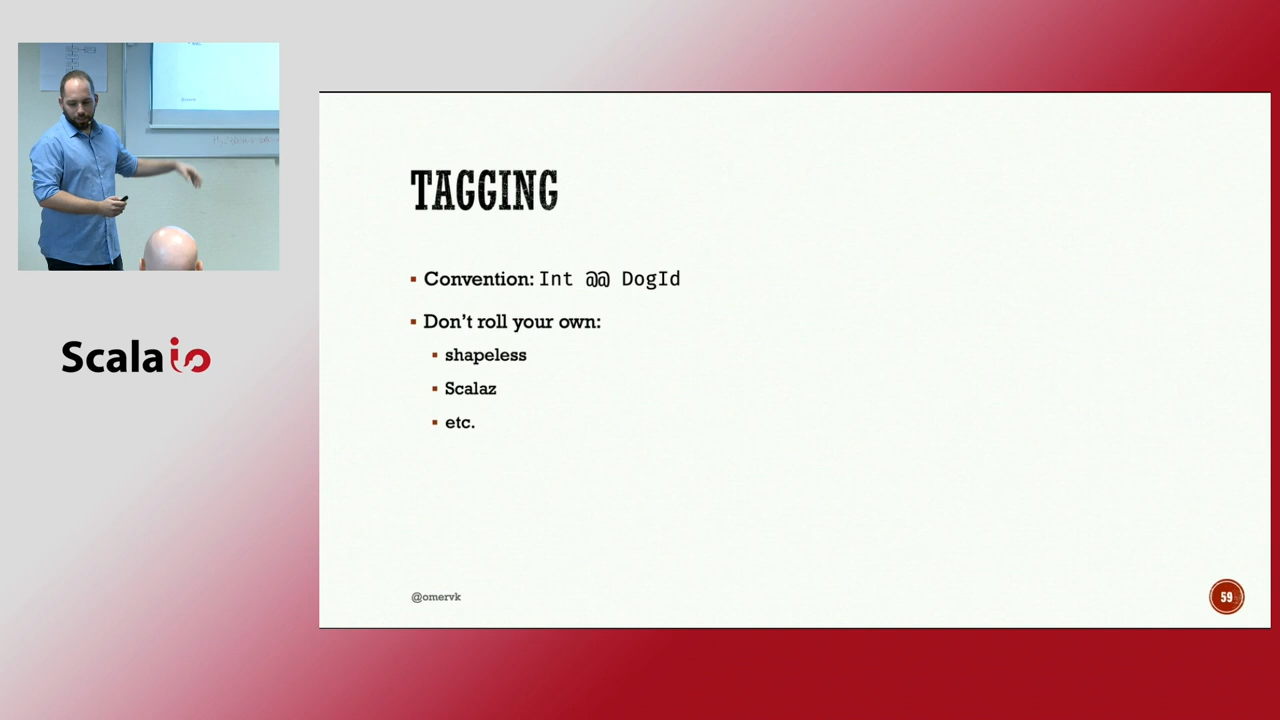 TAGGING
▪ Convention: Int @@ DogId
▪ Don't roll your own:
▪ shapeless
▪ Scalaz
▪ etc.
Scala io
@omervk
59